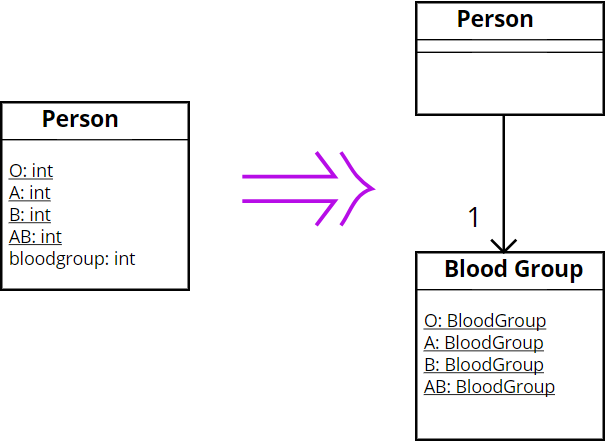 Person
O: int
A: int
B: int
AB: int
bloodgroup: int
Person
1
Blood Group
O: BloodGroup
A: BloodGroup
B: BloodGroup
AB: BloodGroup